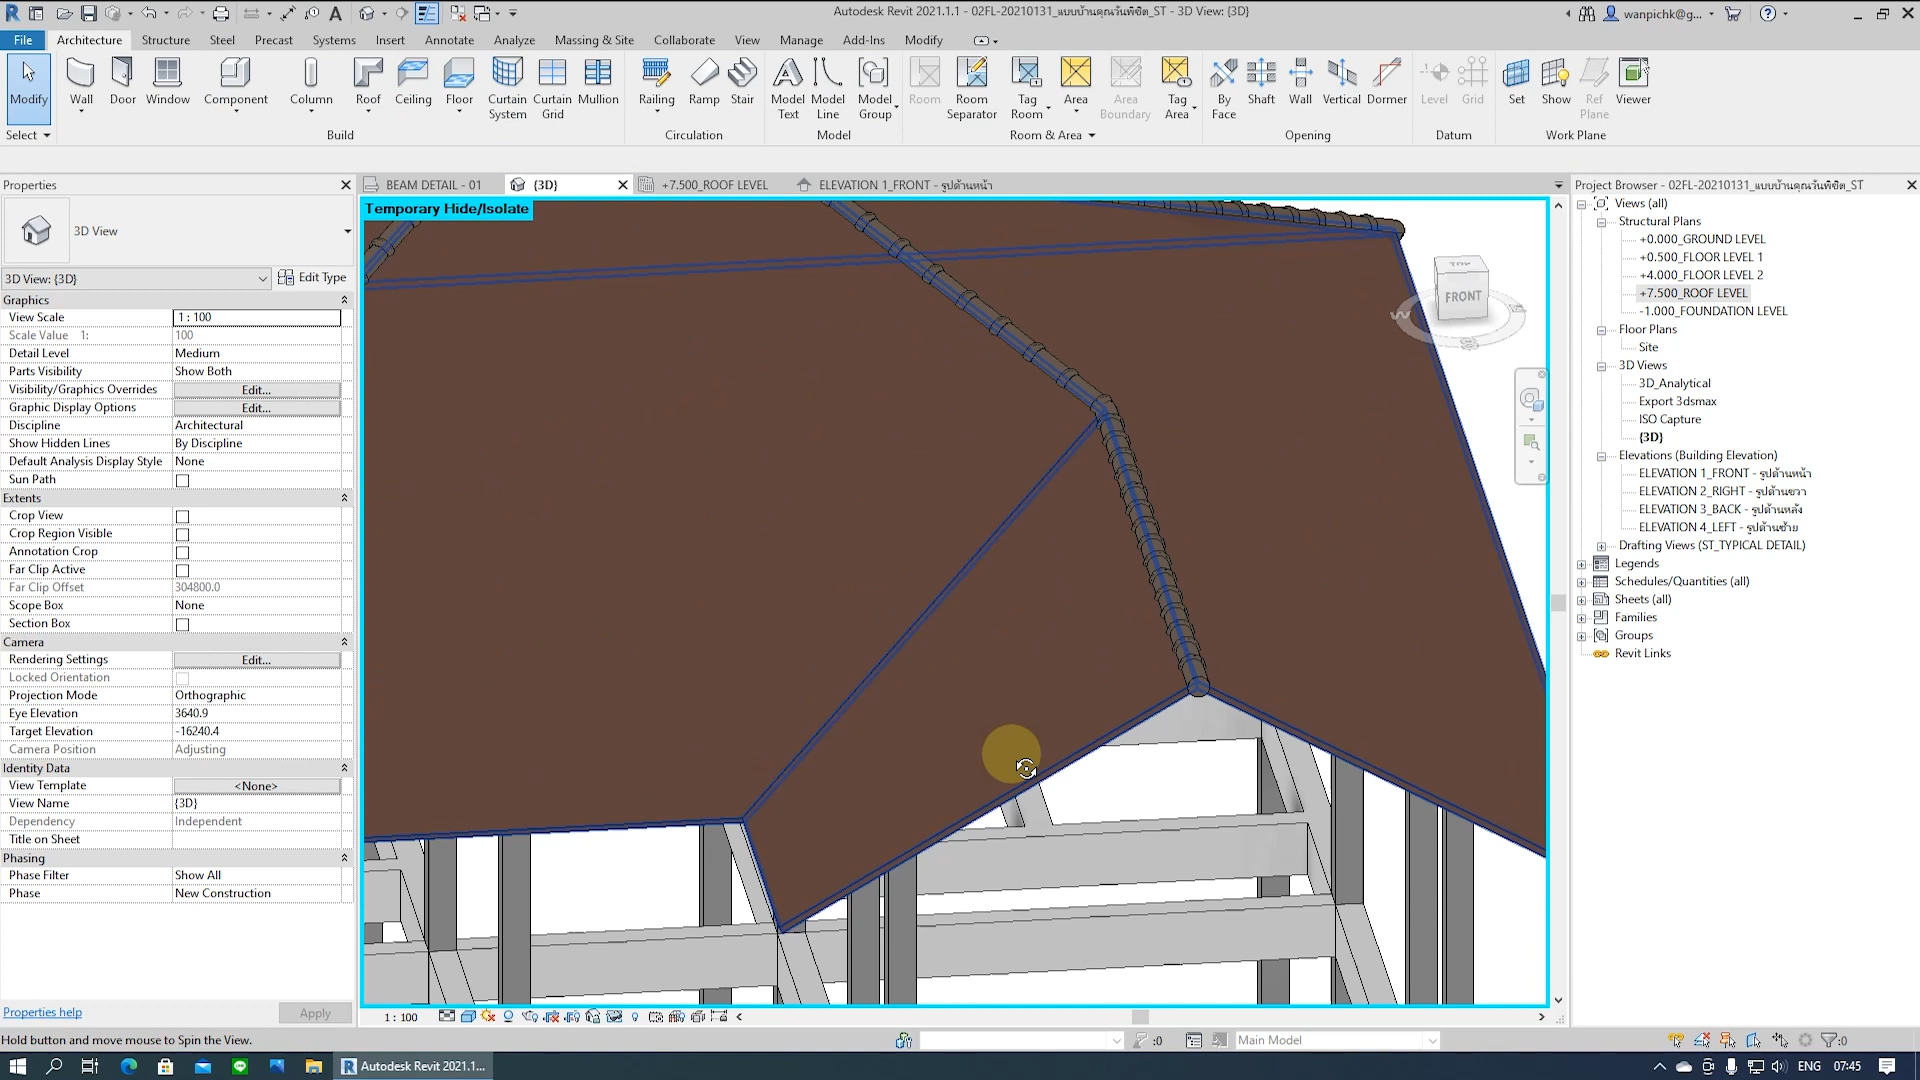 Autodesk Revit 2021.1.1 - 02FL-20210131_แบบบ้านคุณวันพิชิต_ST - 3D View: {3D}
wanpichk@g...
File Architecture Structure Steel Precast Systems Insert Annotate Analyze Massing & Site Collaborate View Manage Add-Ins Modify
Modify Wall Door Window Component Column Roof Ceiling Floor Curtain System Curtain Grid Mullion Railing Ramp Stair Model Text Model Line Model Group Room Room Separator Tag Room Area Area Boundary Tag Area By Face Shaft Wall Vertical Dormer Level Grid Set Show Ref Plane Viewer
Select Build Circulation Model Room & Area Opening Datum Work Plane
Properties
3D View
3D View: {3D} Edit Type
Graphics
View Scale 1 : 100
Scale Value 1: 100
Detail Level Medium
Parts Visibility Show Both
Visibility/Graphics Overrides Edit...
Graphic Display Options Edit...
Discipline Architectural
Show Hidden Lines By Discipline
Default Analysis Display Style None
Sun Path
Extents
Crop View
Crop Region Visible
Annotation Crop
Far Clip Active
Far Clip Offset 304800.0
Scope Box None
Section Box
Camera
Rendering Settings Edit...
Locked Orientation
Projection Mode Orthographic
Eye Elevation 3640.9
Target Elevation -16240.4
Camera Position Adjusting
Identity Data
View Template <None>
View Name {3D}
Dependency Independent
Title on Sheet
Phasing
Phase Filter Show All
Phase New Construction
Properties help Apply
BEAM DETAIL - 01 {3D} +7.500_ROOF LEVEL ELEVATION 1_FRONT - รูปด้านหน้า
Temporary Hide/Isolate
TOP
FRONT
W
1 : 100
Project Browser - 02FL-20210131_แบบบ้านคุณวันพิชิต_ST
Views (all)
Structural Plans
+0.000_GROUND LEVEL
+0.500_FLOOR LEVEL 1
+4.000_FLOOR LEVEL 2
+7.500_ROOF LEVEL
-1.000_FOUNDATION LEVEL
Floor Plans
Site
3D Views
3D_Analytical
Export 3dsmax
ISO Capture
{3D}
Elevations (Building Elevation)
ELEVATION 1_FRONT - รูปด้านหน้า
ELEVATION 2_RIGHT - รูปด้านขวา
ELEVATION 3_BACK - รูปด้านหลัง
ELEVATION 4_LEFT - รูปด้านซ้าย
Drafting Views (ST_TYPICAL DETAIL)
Legends
Schedules/Quantities (all)
Sheets (all)
Families
Groups
Revit Links
Hold button and move mouse to Spin the View. :0 Main Model :0
Autodesk Revit 2021.1... ENG 07:45